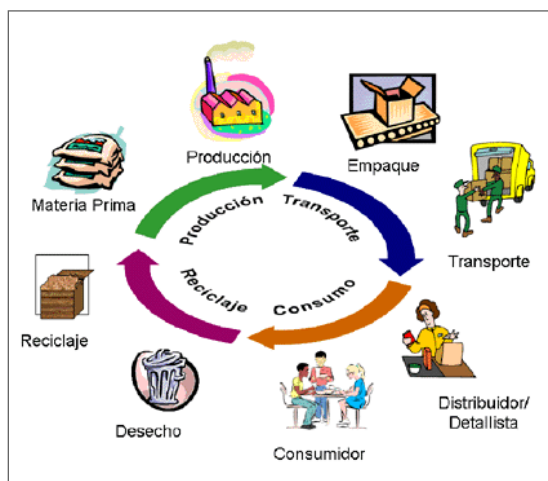 Producción
Empaque
Materia Prima
Transporte
Producción
Transporte
Reciclaje
Consumo
Reciclaje
Distribuidor/
Detallista
Desecho
Consumidor